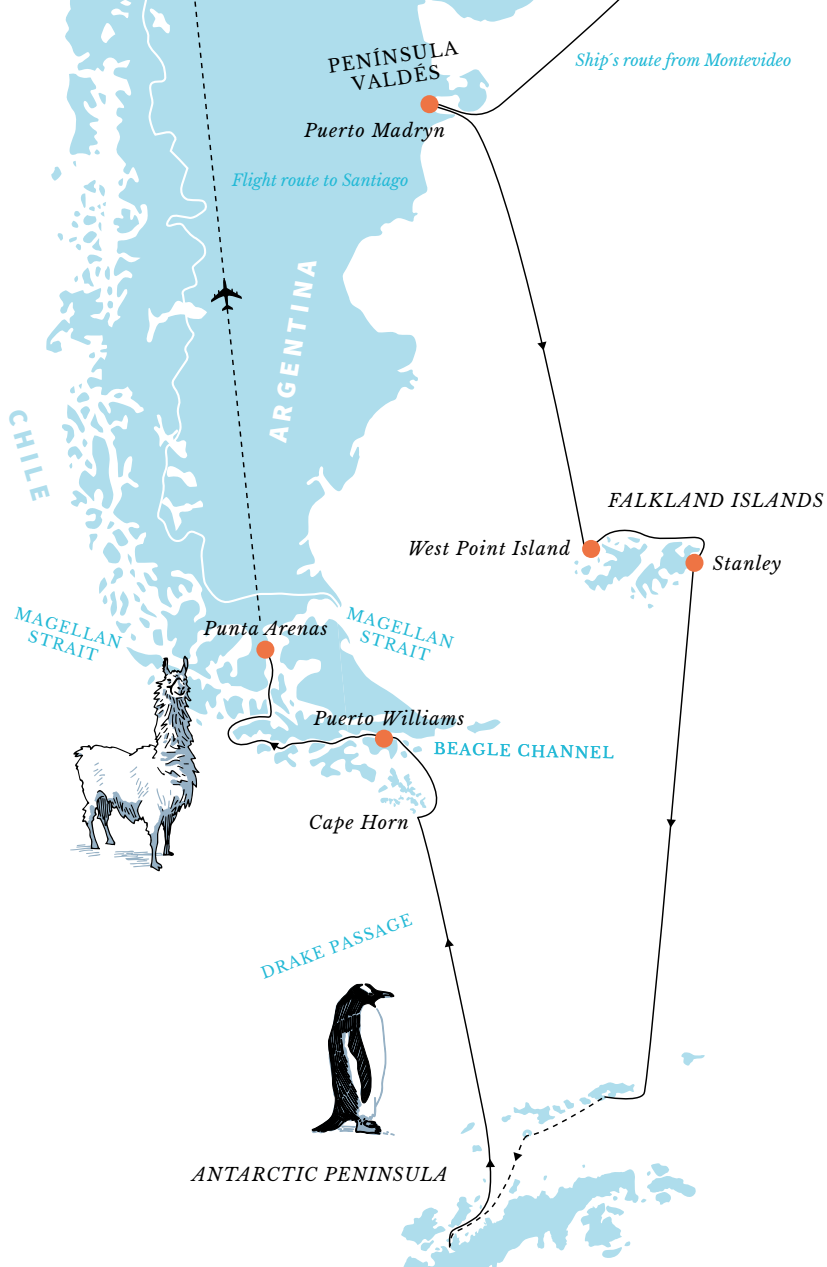 PENÍNSULA
VALDÉS
Ship´s route from Montevideo
Puerto Madryn
Flight route to Santiago
ARGENTINA
CHILE
FALKLAND ISLANDS
West Point Island
Stanley
MAGELLAN
STRAIT
Punta Arenas
MAGELLAN
STRAIT
Puerto Williams
BEAGLE CHANNEL
Cape Horn
DRAKE PASSAGE
ANTARCTIC PENINSULA